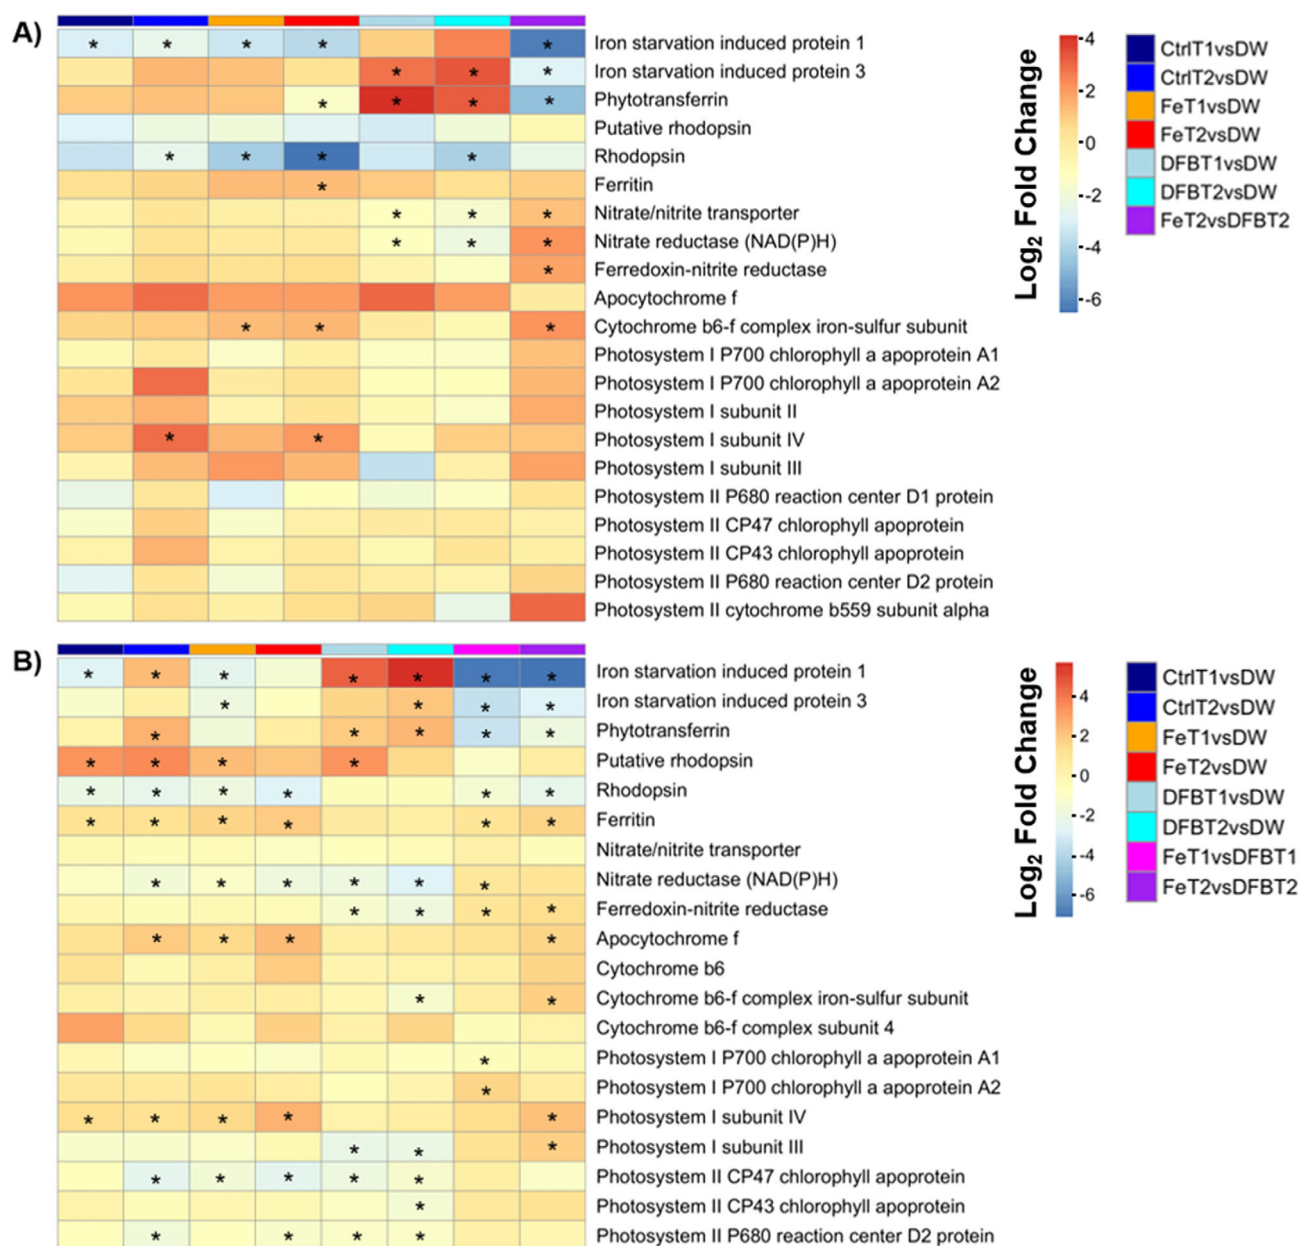 A)
* * * * * Iron starvation induced protein 1
* * * Iron starvation induced protein 3
* * * * Phytotransferrin
Putative rhodopsin
* * * * Rhodopsin
* Ferritin
* * * Nitrate/nitrite transporter
* * * Nitrate reductase (NAD(P)H)
* Ferredoxin-nitrite reductase
Apocytochrome f
* * * Cytochrome b6-f complex iron-sulfur subunit
Photosystem I P700 chlorophyll a apoprotein A1
Photosystem I P700 chlorophyll a apoprotein A2
Photosystem I subunit II
* * Photosystem I subunit IV
Photosystem I subunit III
Photosystem II P680 reaction center D1 protein
Photosystem II CP47 chlorophyll apoprotein
Photosystem II CP43 chlorophyll apoprotein
Photosystem II P680 reaction center D2 protein
Photosystem II cytochrome b559 subunit alpha
Log2 Fold Change
4
2
0
-2
-4
-6
CtrlT1vsDW
CtrlT2vsDW
FeT1vsDW
FeT2vsDW
DFBT1vsDW
DFBT2vsDW
FeT2vsDFBT2
B)
* * * * * * * Iron starvation induced protein 1
* * * * Iron starvation induced protein 3
* * * * * Phytotransferrin
* * * * Putative rhodopsin
* * * * * * Rhodopsin
* * * * * * Ferritin
Nitrate/nitrite transporter
* * * * * * Nitrate reductase (NAD(P)H)
* * * * Ferredoxin-nitrite reductase
* * * * Apocytochrome f
Cytochrome b6
* * Cytochrome b6-f complex iron-sulfur subunit
Cytochrome b6-f complex subunit 4
* Photosystem I P700 chlorophyll a apoprotein A1
* Photosystem I P700 chlorophyll a apoprotein A2
* * * * * Photosystem I subunit IV
* * * Photosystem I subunit III
* * * * * Photosystem II CP47 chlorophyll apoprotein
* Photosystem II CP43 chlorophyll apoprotein
* * * * Photosystem II P680 reaction center D2 protein
Log2 Fold Change
4
2
0
-2
-4
-6
CtrlT1vsDW
CtrlT2vsDW
FeT1vsDW
FeT2vsDW
DFBT1vsDW
DFBT2vsDW
FeT1vsDFBT1
FeT2vsDFBT2